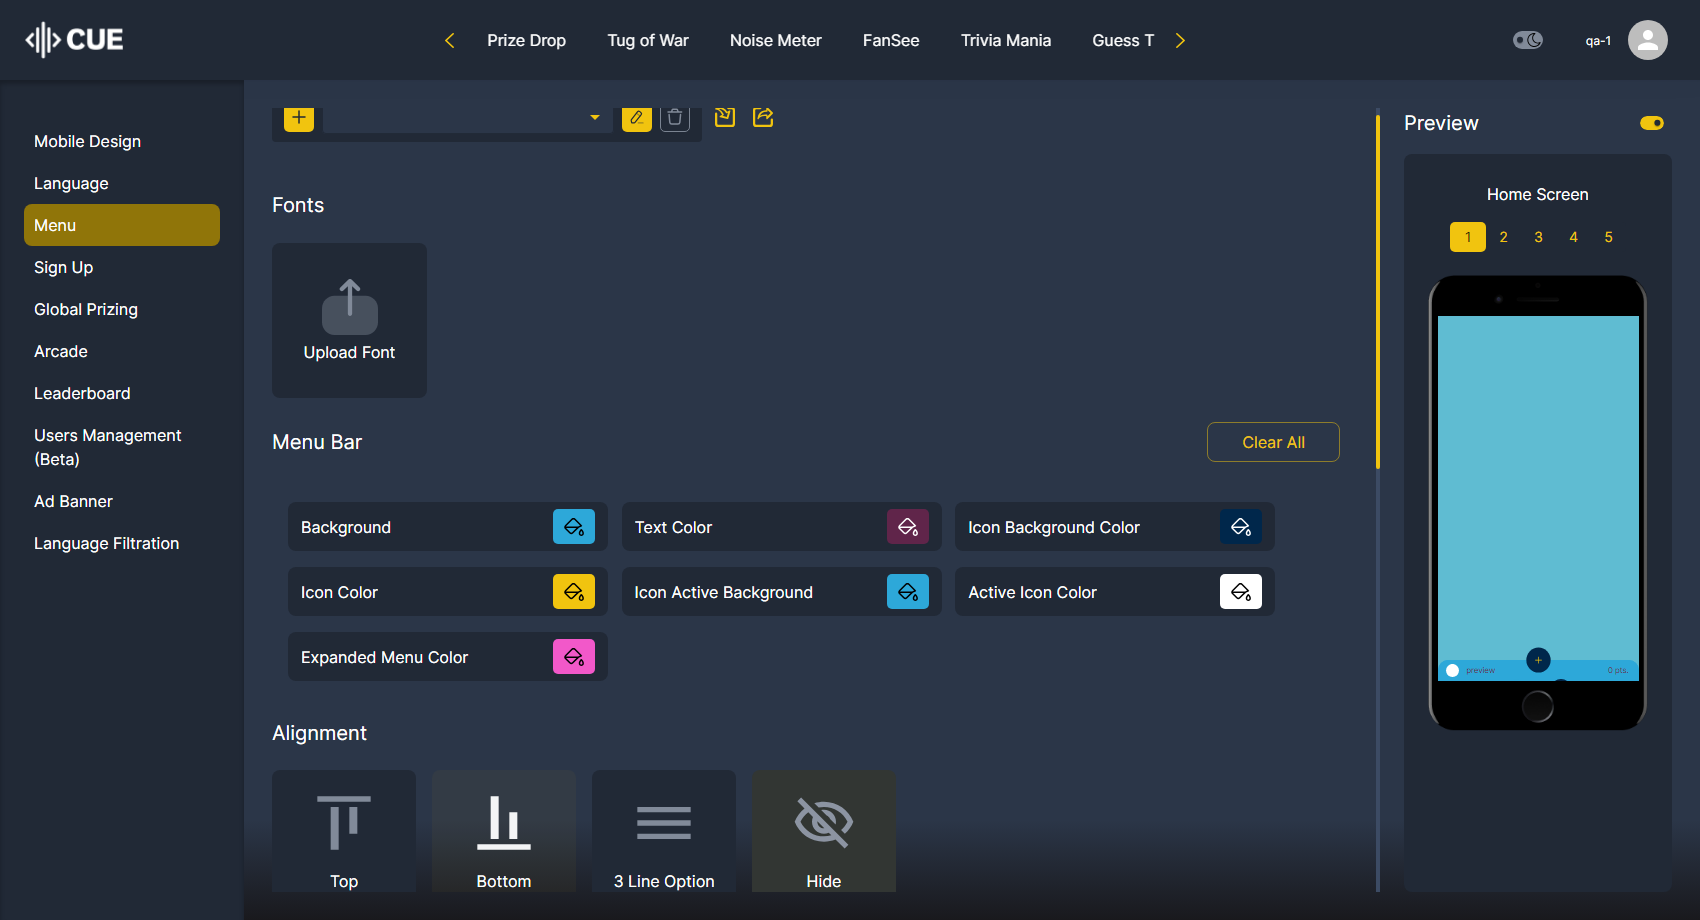 CUE
Prize Drop
Tug of War
Noise Meter
FanSee
Trivia Mania
Guess T
qa-1
Mobile Design
Language
Menu
Sign Up
Global Prizing
Arcade
Leaderboard
Users Management
(Beta)
Ad Banner
Language Filtration
Fonts
Upload Font
Menu Bar
Clear All
Background
Text Color
Icon Background Color
Icon Color
Icon Active Background
Active Icon Color
Expanded Menu Color
Alignment
Top
Bottom
3 Line Option
Hide
Preview
Home Screen
1 2 3 4 5
preview
0 pts.